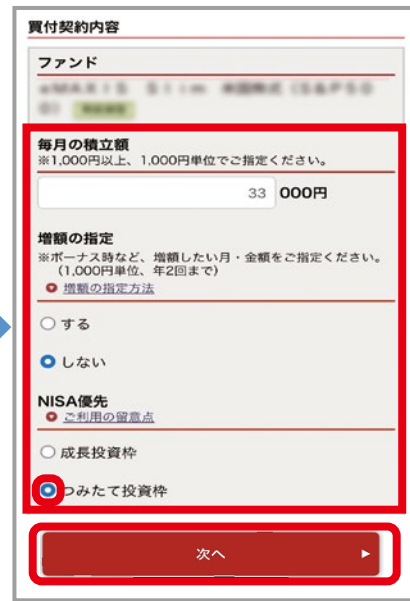 買付契約内容
ファンド
毎月の積立額
※1,000円以上、1,000円単位でご指定ください。
33 000円
増額の指定
※ボーナス時など、増額したい月・金額をご指定ください。
(1,000円単位、年2回まで)
増額の指定方法
する
しない
NISA優先
ご利用の留意点
成長投資枠
つみたて投資枠
次へ